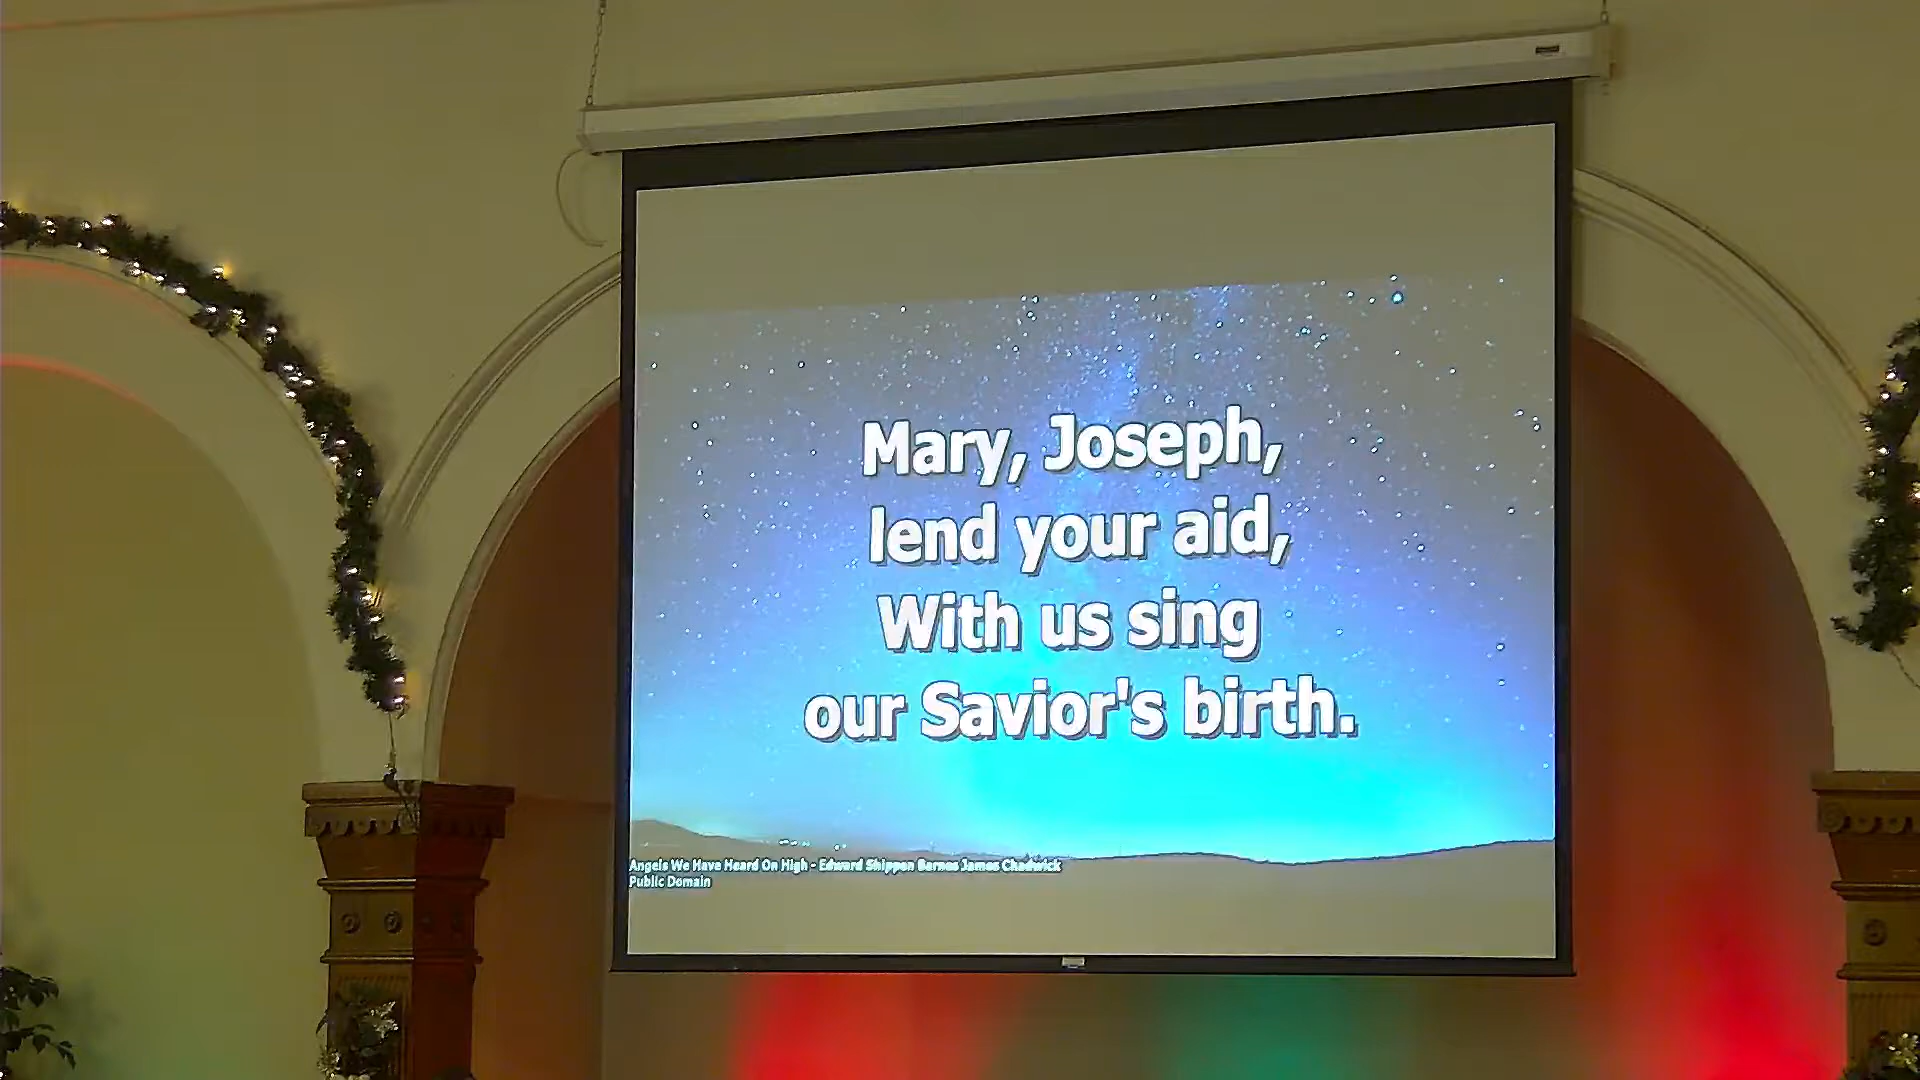 Mary, Joseph,
lend your aid,
With us sing
our Savior's birth.
Angels We Have Heard On High - Edward Shippen Barnes James Chadwick
Public Domain